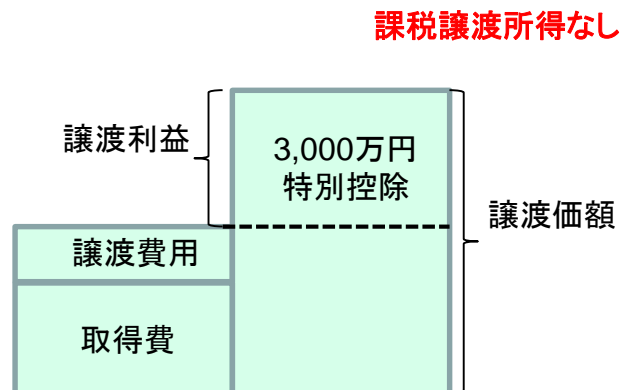 課税譲渡所得なし
譲渡利益
3,000万円
特別控除
譲渡価額
譲渡費用
取得費